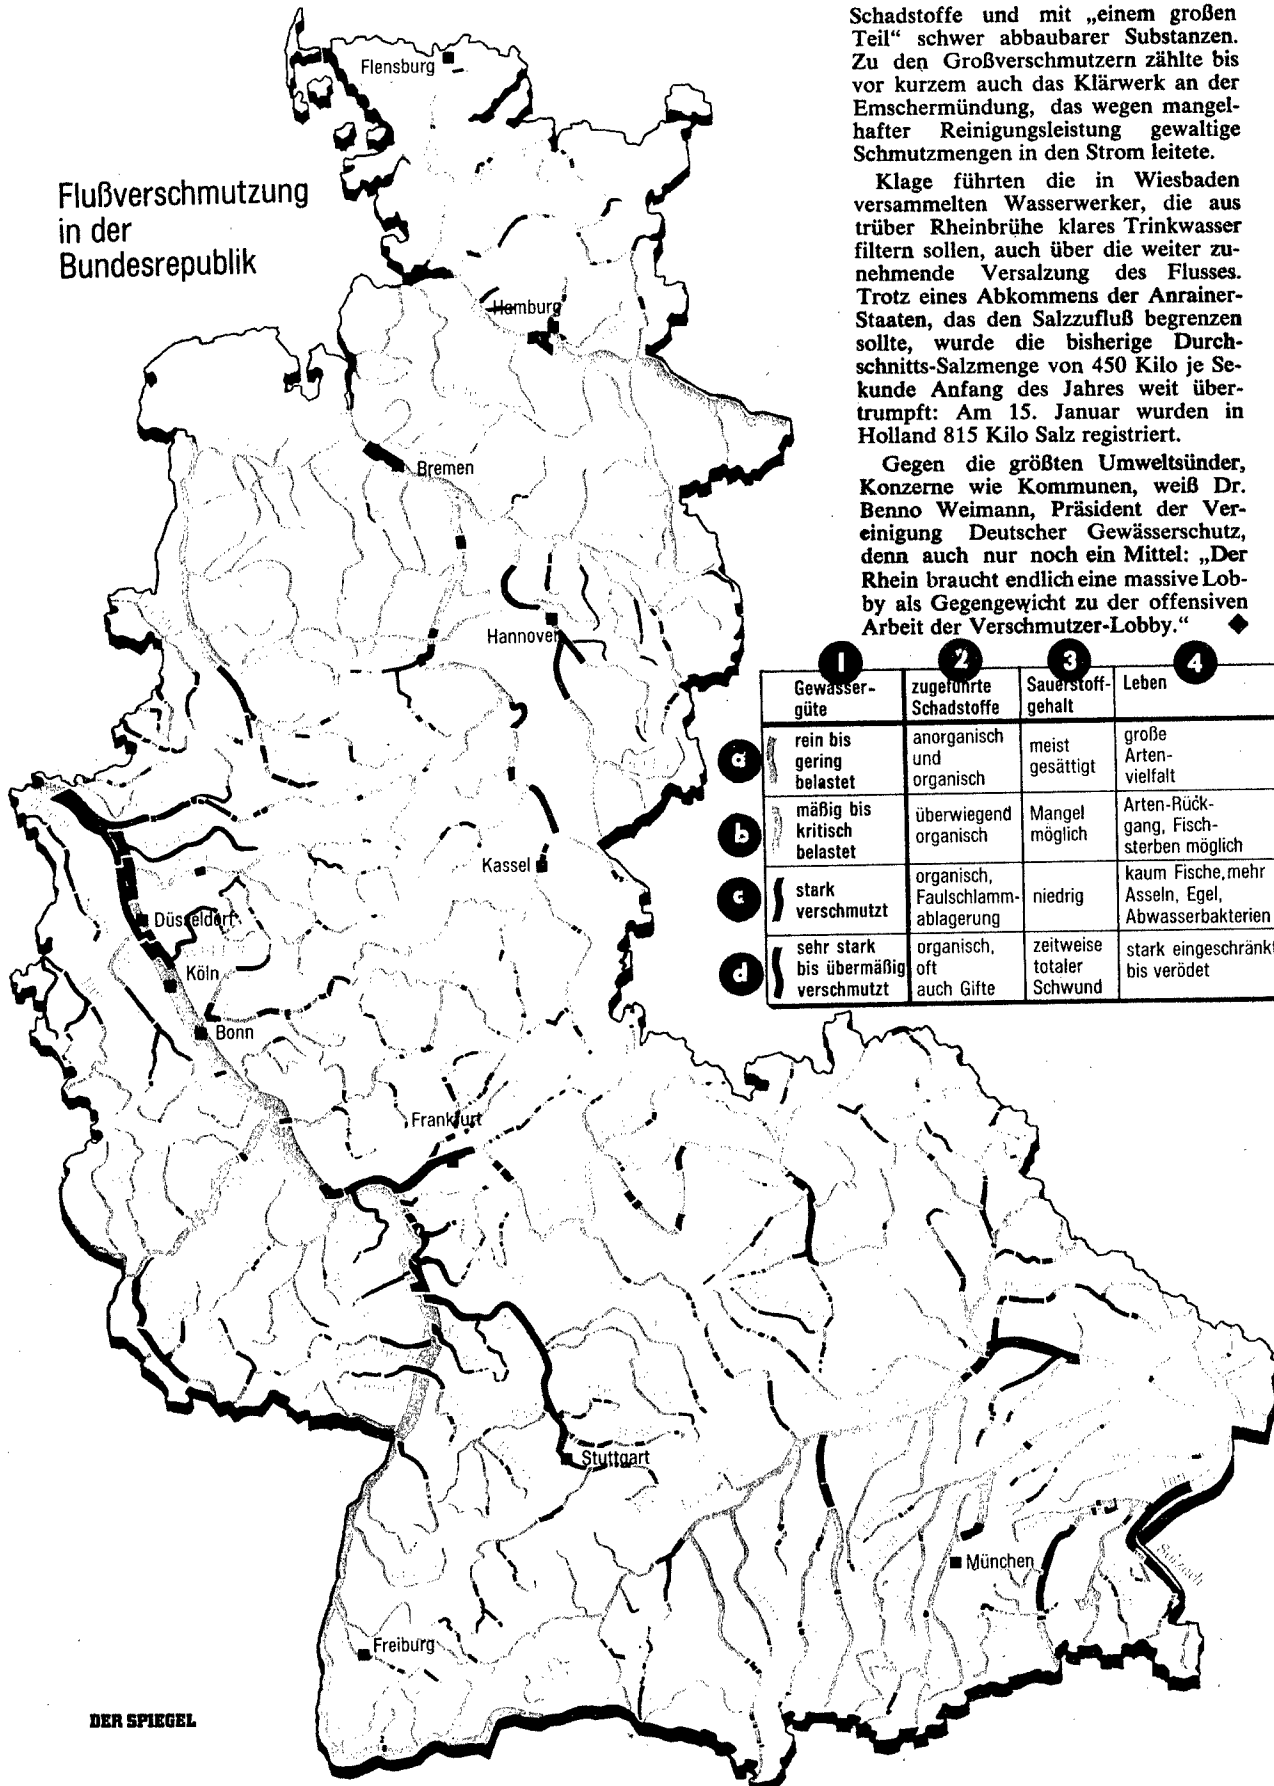 Schadstoffe und mit „einem großen
Teil“ schwer abbaubarer Substanzen.
Zu den Großverschmutzern zählte bis
vor kurzem auch das Klärwerk an der
Emschermündung, das wegen mangel-
hafter Reinigungsleistung gewaltige
Schmutzmengen in den Strom leitete.
Klage führten die in Wiesbaden
versammelten Wasserwerker, die aus
trüber Rheinbrühe klares Trinkwasser
filtern sollen, auch über die weiter zu-
nehmende Versalzung des Flusses.
Trotz eines Abkommens der Anrainer-
Staaten, das den Salzzufluß begrenzen
sollte, wurde die bisherige Durch-
schnitts-Salzmenge von 450 Kilo je Se-
kunde Anfang des Jahres weit über-
trumpft: Am 15. Januar wurden in
Holland 815 Kilo Salz registriert.
Gegen die größten Umweltsünder,
Konzerne wie Kommunen, weiß Dr.
Benno Weimann, Präsident der Ver-
einigung Deutscher Gewässerschutz,
denn auch nur noch ein Mittel: „Der
Rhein braucht endlich eine massive Lob-
by als Gegengewicht zu der offensiven
Arbeit der Verschmutzer-Lobby.“
Flußverschmutzung
in der
Bundesrepublik
Flensburg
Hamburg
Bremen
Hannover
Kassel
Düsseldorf
Köln
Bonn
Frankfurt
Stuttgart
München
Salzach
Freiburg
1 2 3 4
Gewässer-
güte
zugeführte
Schadstoffe
Sauerstoff-
gehalt
Leben
a
rein bis
gering
belastet
anorganisch
und
organisch
meist
gesättigt
große
Arten-
vielfalt
b
mäßig bis
kritisch
belastet
überwiegend
organisch
Mangel
möglich
Arten-Rück-
gang, Fisch-
sterben möglich
c
stark
verschmutzt
organisch,
Faulschlamm-
ablagerung
niedrig
kaum Fische, mehr
Asseln, Egel,
Abwasserbakterien
d
sehr stark
bis übermäßig
verschmutzt
organisch,
oft
auch Gifte
zeitweise
totaler
Schwund
stark eingeschränkt
bis verödet
DER SPIEGEL